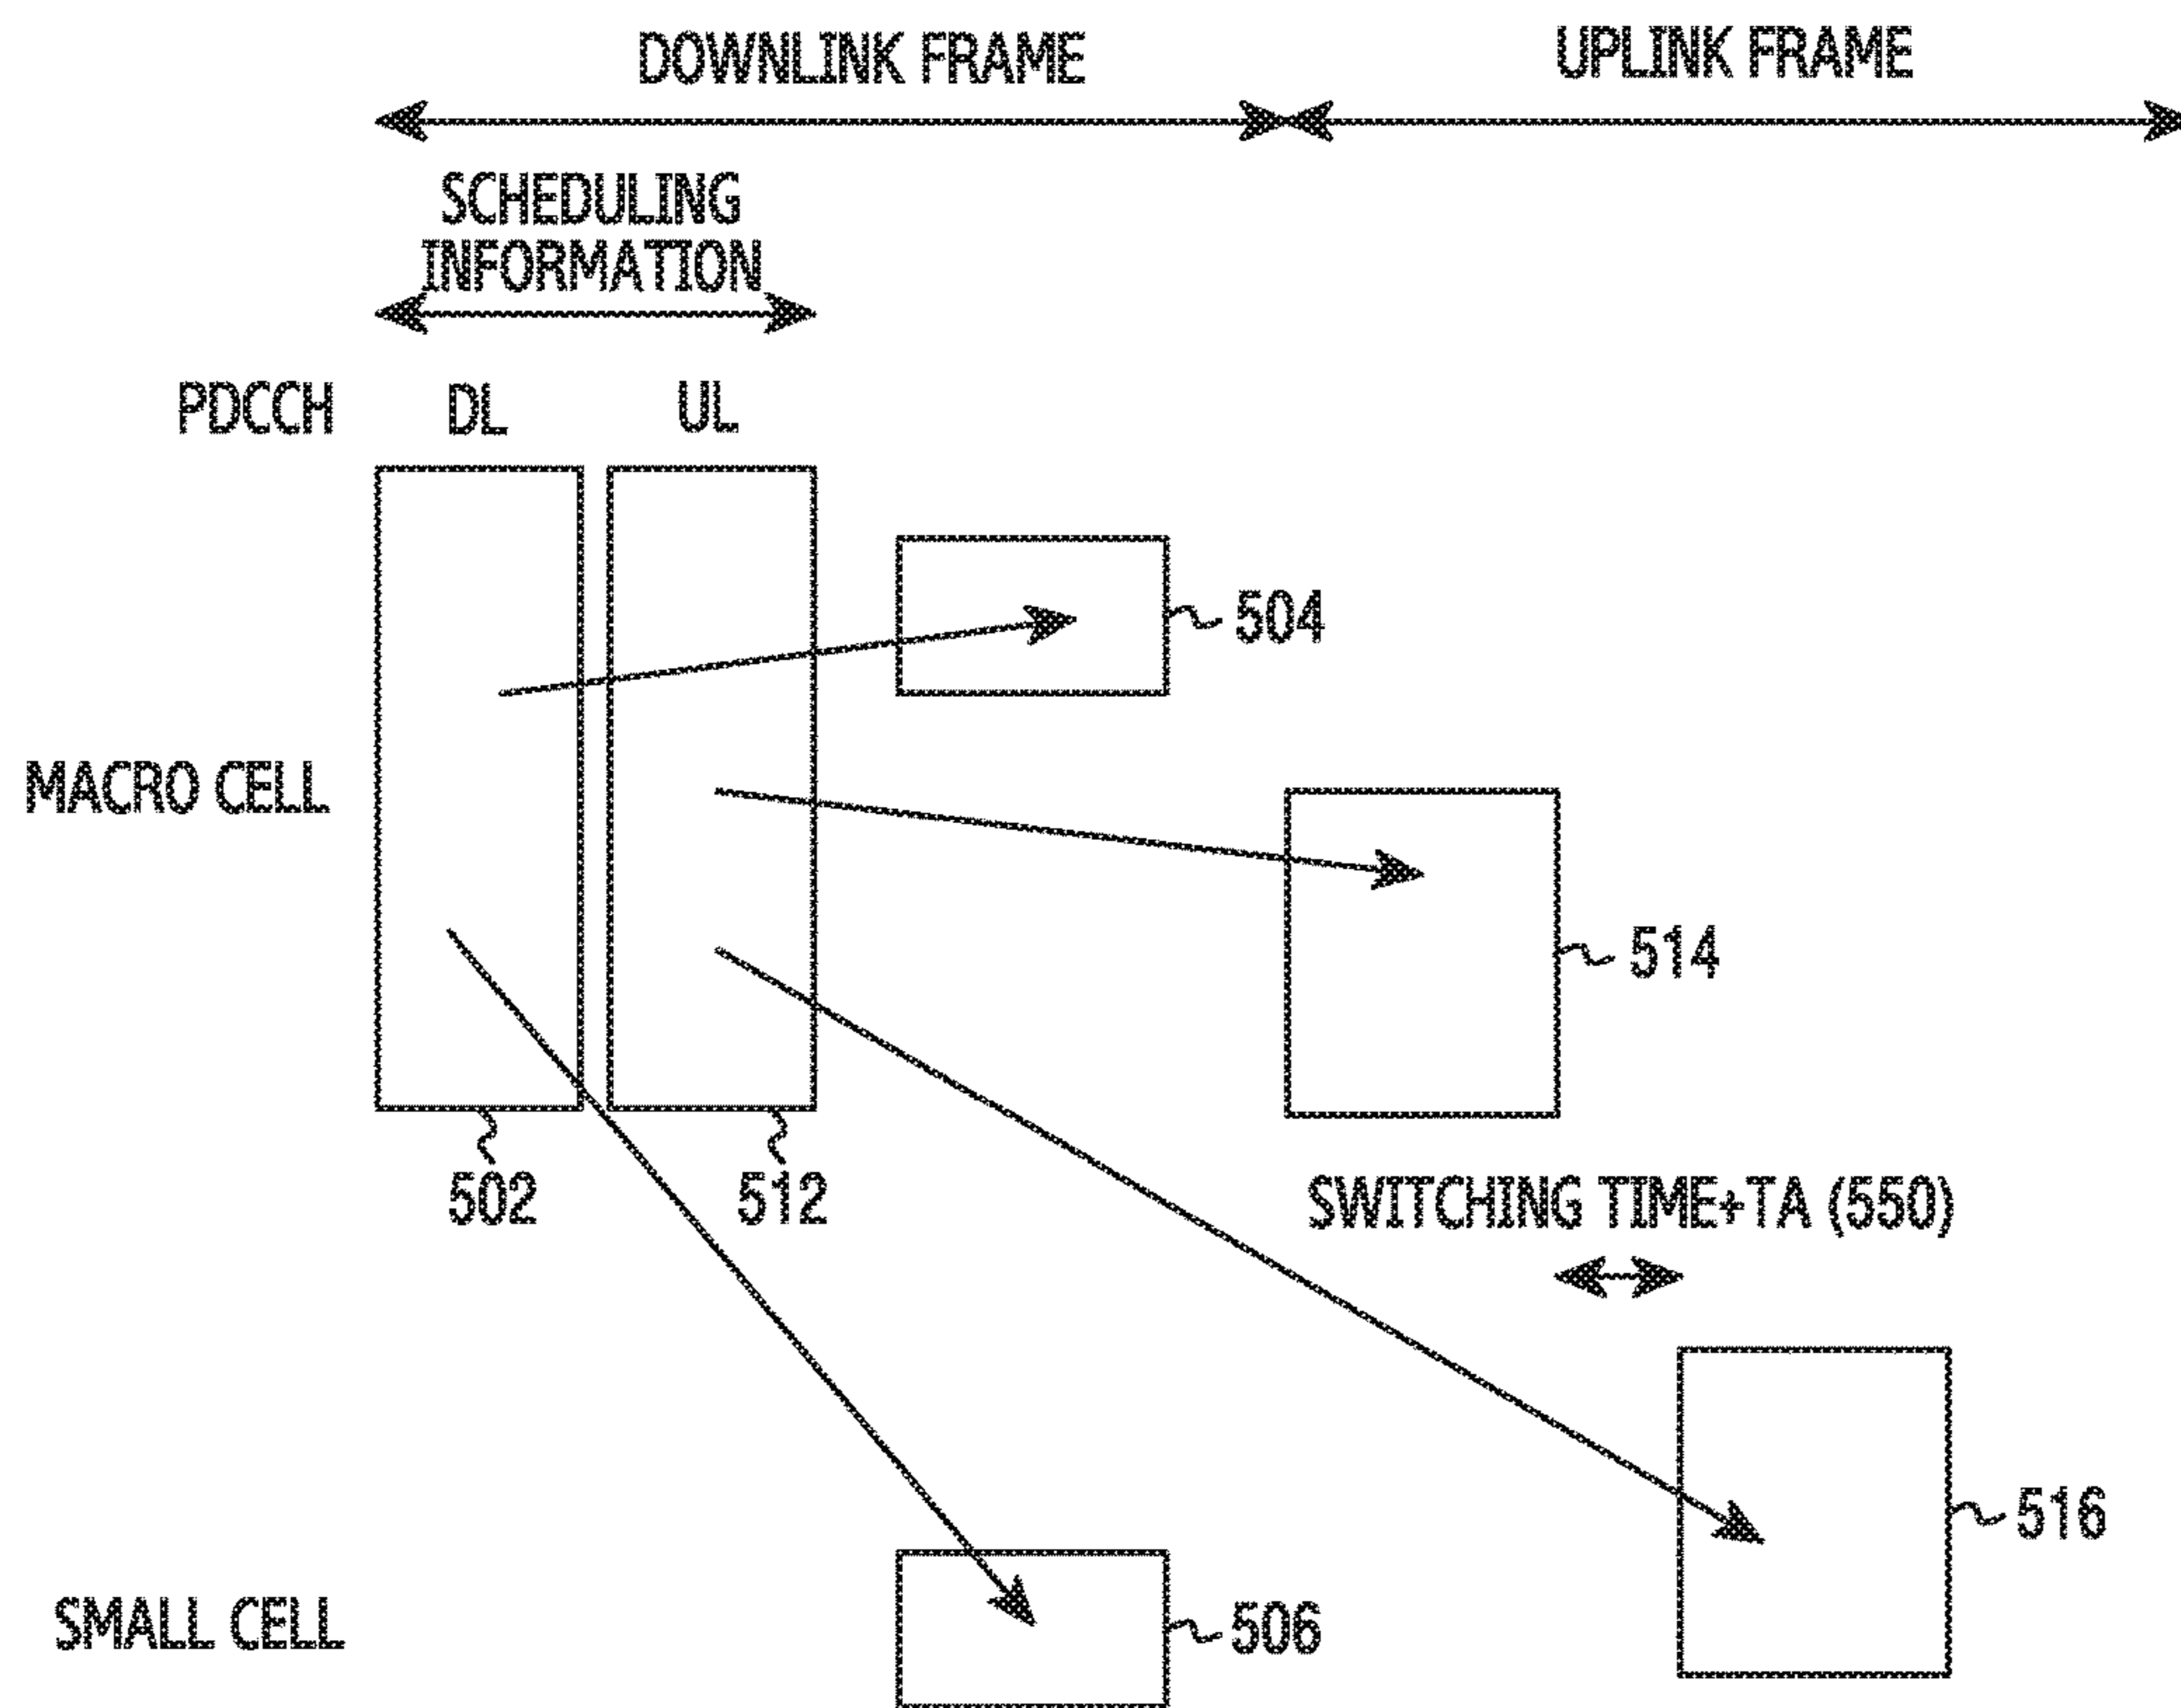 DOWNLINK FRAME
UPLINK FRAME
SCHEDULING
INFORMATION
PDCCH
DL
UL
504
MACRO CELL
514
502
512
SWITCHING TIME+TA (550)
516
SMALL CELL
506